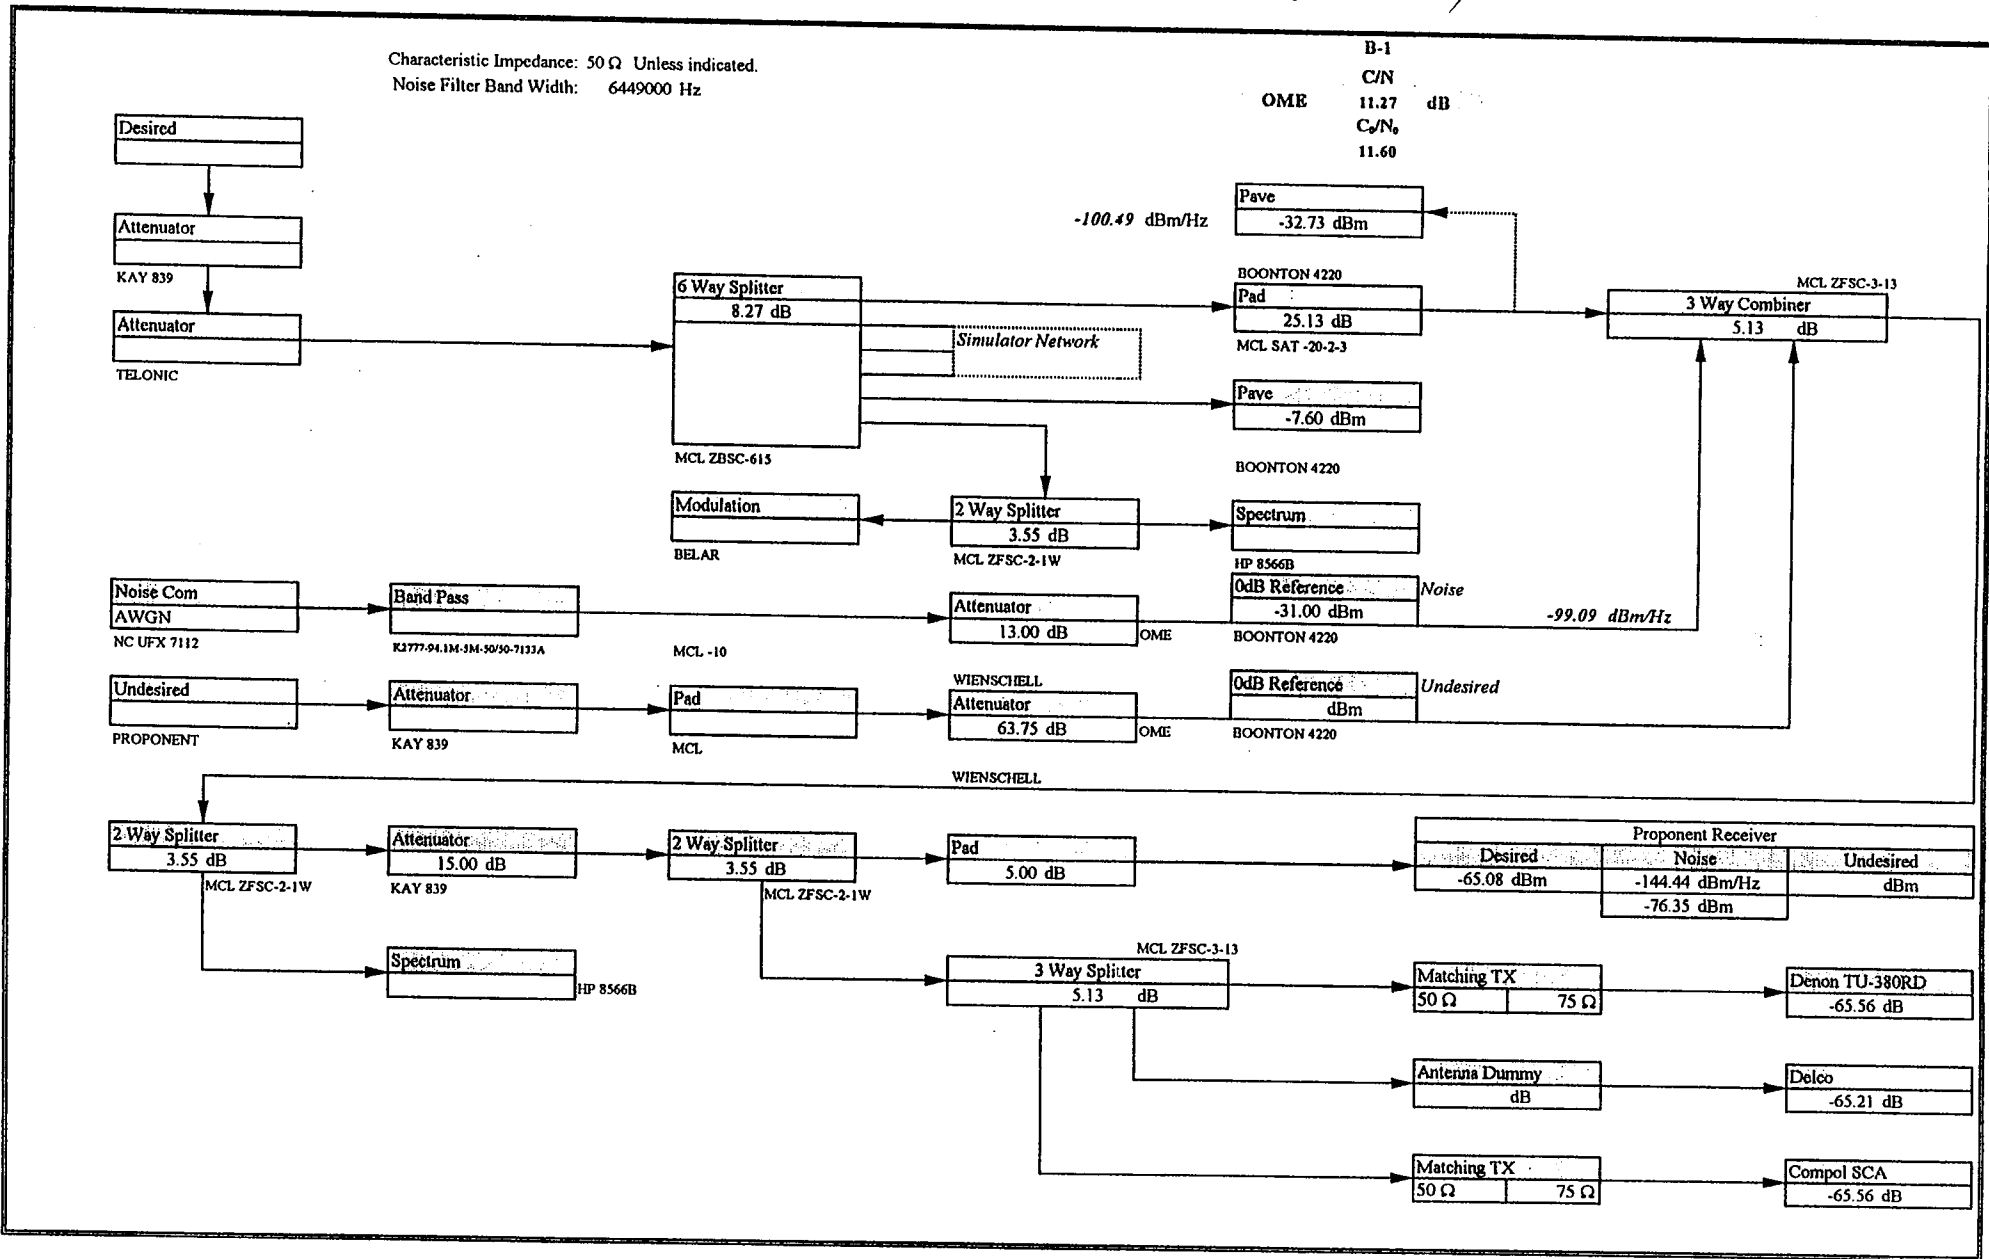 Characteristic Impedance: 50 Ω Unless indicated.
Noise Filter Band Width: 6449000 Hz
B-1
C/N
OME 11.27 dB
C₀/N₀
11.60
Desired
Attenuator
KAY 839
Attenuator
TELONIC
6 Way Splitter
8.27 dB
MCL ZBSC-615
Simulator Network
-100.49 dBm/Hz
Pave
-32.73 dBm
BOONTON 4220
Pad
25.13 dB
MCL SAT -20-2-3
MCL ZFSC-3-13
3 Way Combiner
5.13 dB
Pave
-7.60 dBm
BOONTON 4220
Modulation
BELAR
2 Way Splitter
3.55 dB
MCL ZFSC-2-1W
Spectrum
HP 8566B
Noise Com
AWGN
NC UFX 7112
Band Pass
K2777-94.1M-5M-50/50-7133A
MCL -10
Attenuator
13.00 dB
OME
WIENSCHELL
0dB Reference
-31.00 dBm
Noise
BOONTON 4220
-99.09 dBm/Hz
Undesired
PROPONENT
Attenuator
KAY 839
Pad
MCL
Attenuator
63.75 dB
OME
WIENSCHELL
0dB Reference
dBm
Undesired
BOONTON 4220
2 Way Splitter
3.55 dB
MCL ZFSC-2-1W
Attenuator
15.00 dB
KAY 839
2 Way Splitter
3.55 dB
MCL ZFSC-2-1W
Pad
5.00 dB
Proponent Receiver
Desired Noise Undesired
-65.08 dBm -144.44 dBm/Hz dBm
-76.35 dBm
Spectrum
HP 8566B
MCL ZFSC-3-13
3 Way Splitter
5.13 dB
Matching TX
50 Ω 75 Ω
Denon TU-380RD
-65.56 dB
Antenna Dummy
dB
Delco
-65.21 dB
Matching TX
50 Ω 75 Ω
Compol SCA
-65.56 dB